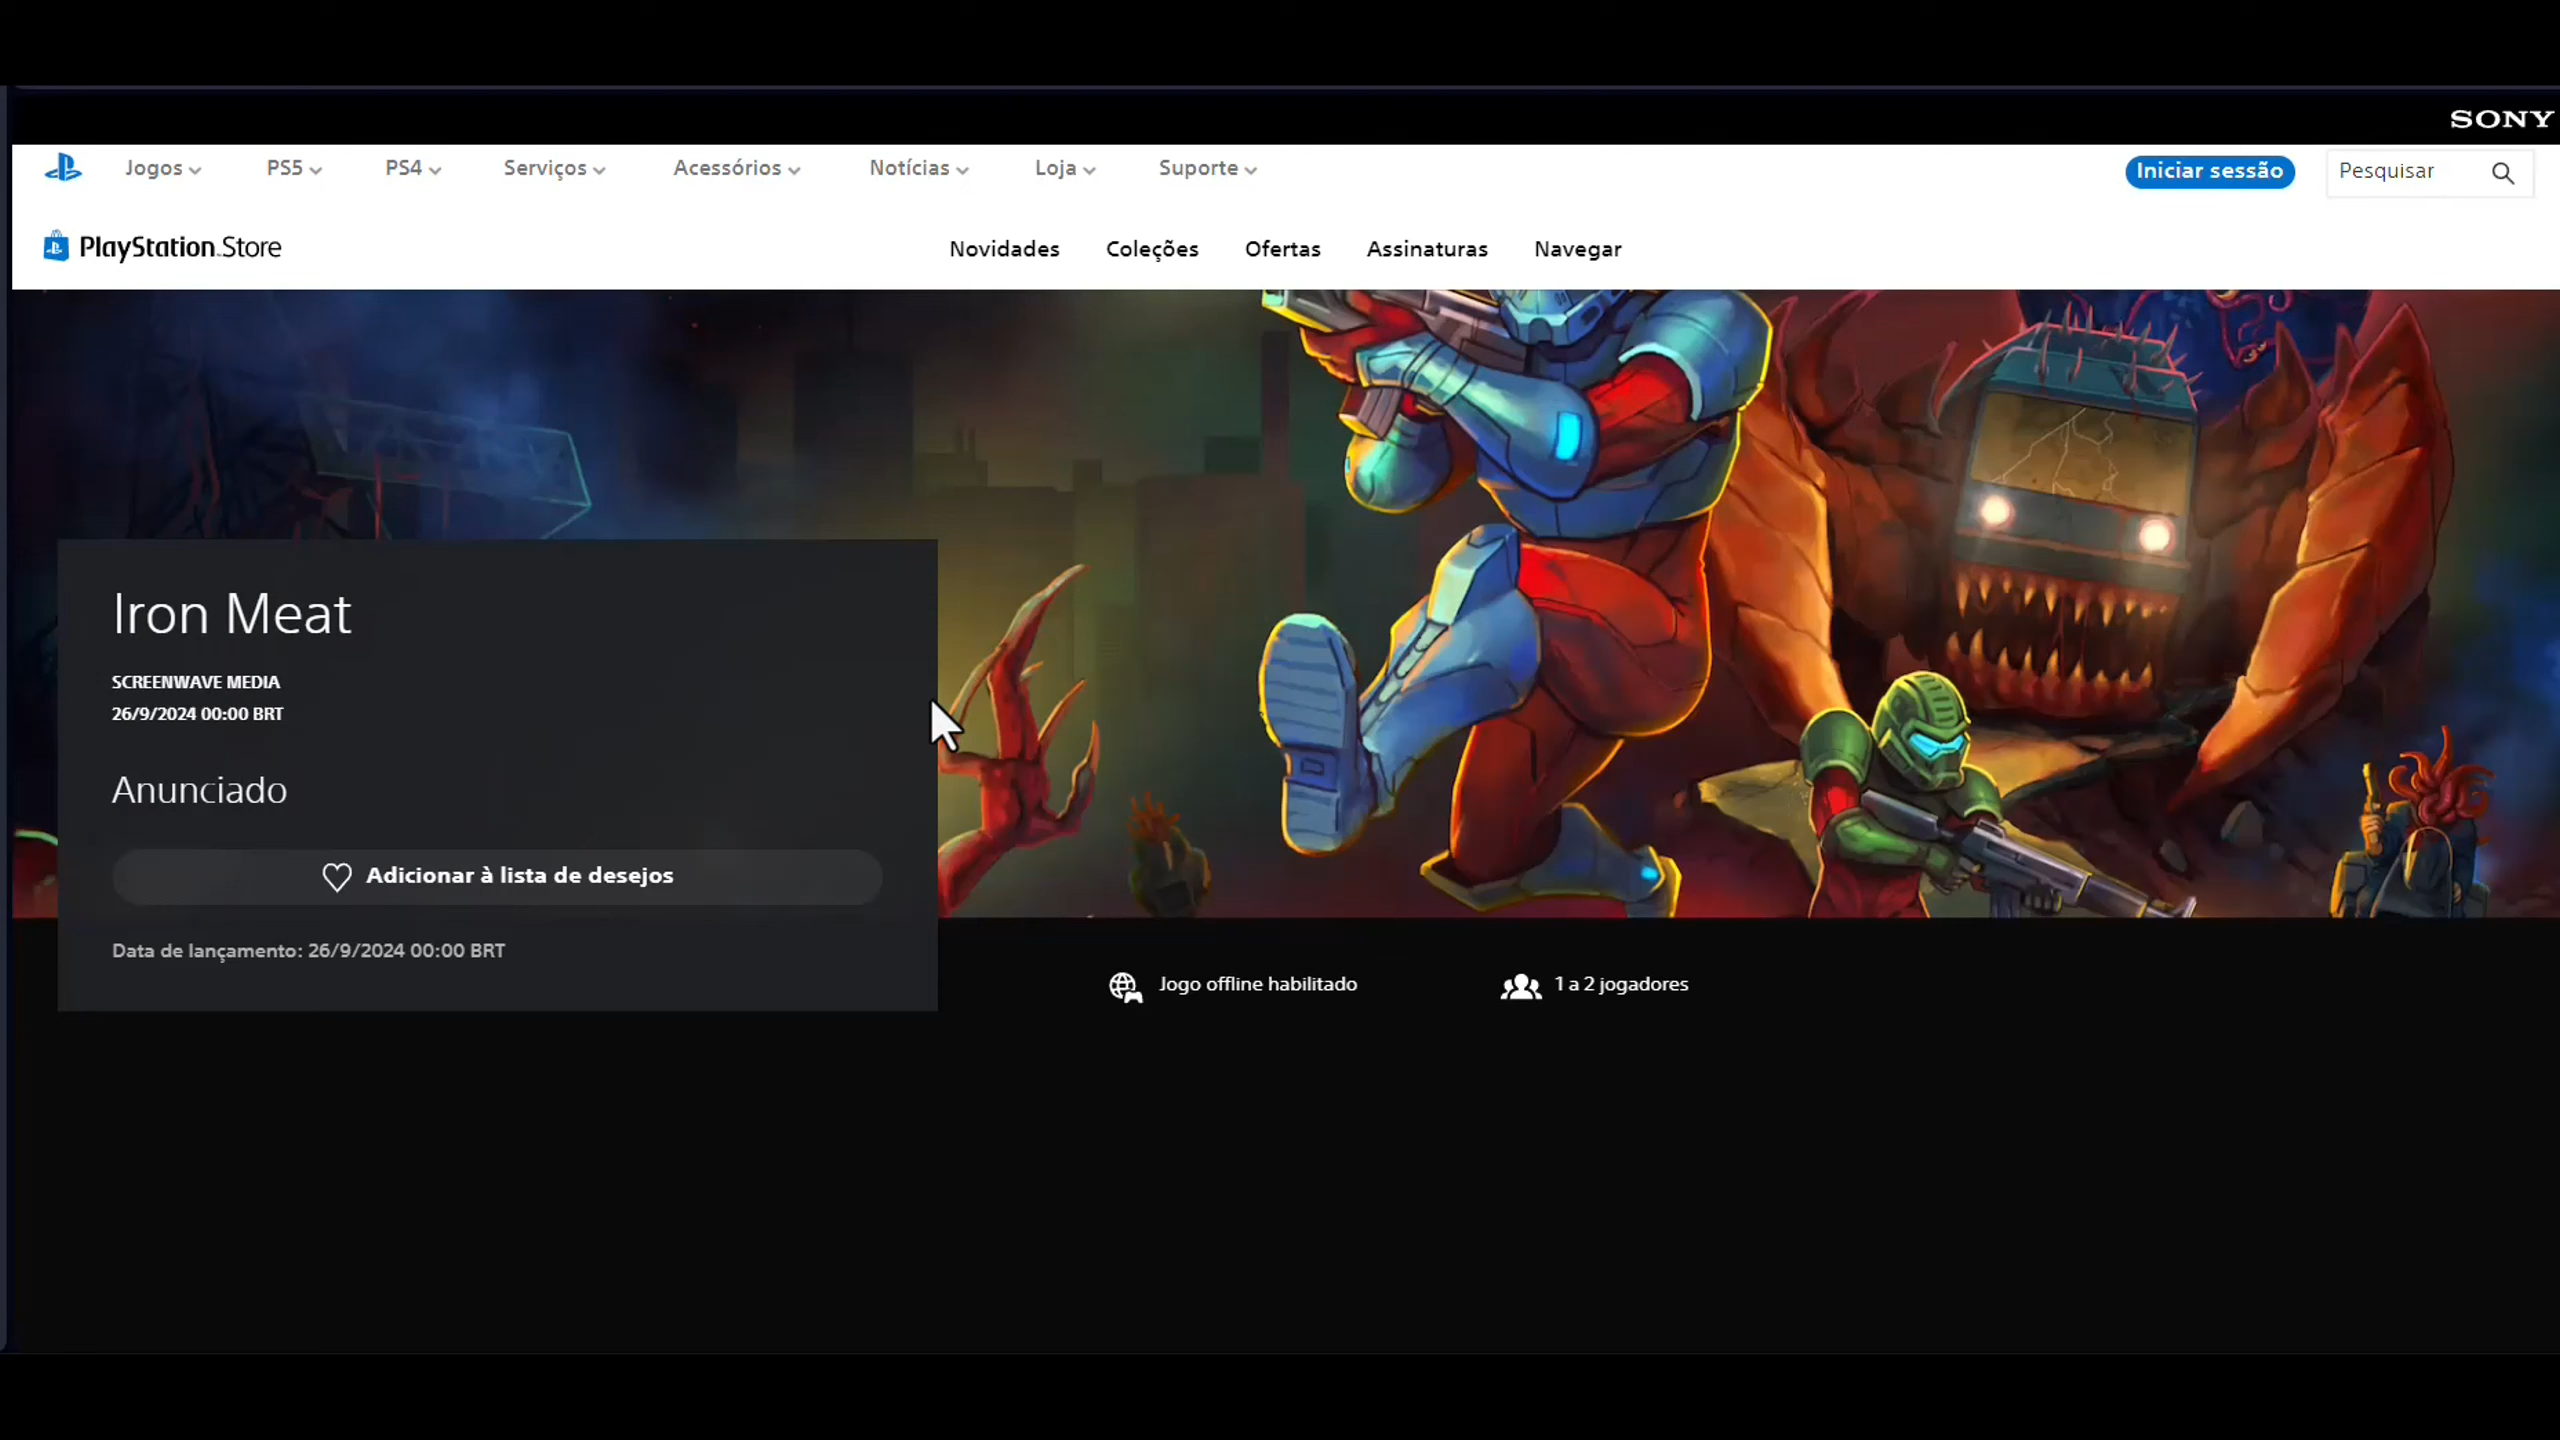 SONY
Jogos PS5 PS4 Serviços Acessórios Notícias Loja Suporte Iniciar sessão Pesquisar
PlayStation Store Novidades Coleções Ofertas Assinaturas Navegar
Iron Meat
SCREENWAVE MEDIA
26/9/2024 00:00 BRT
Anunciado
Adicionar à lista de desejos
Data de lançamento: 26/9/2024 00:00 BRT
Jogo offline habilitado 1 a 2 jogadores